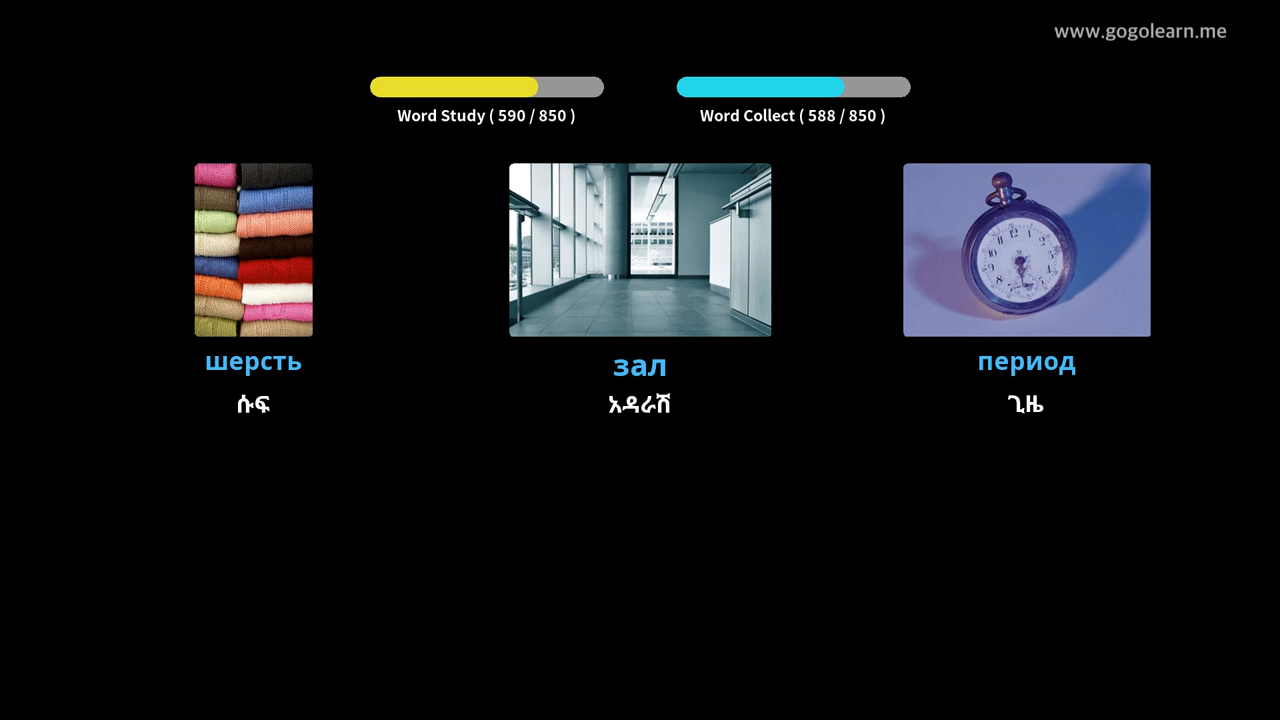 www.gogolearn.me
Word Study ( 590 / 850 )
Word Collect ( 588 / 850 )
шерсть
зал
период
ሱፍ
አዳራሽ
ጊዜ